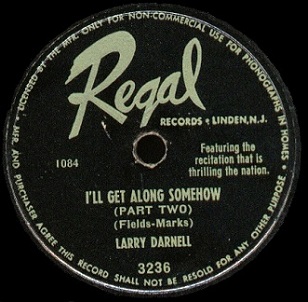 LICENSED BY THE MFR. ONLY FOR NON-COMMERCIAL USE FOR PHONOGRAPHS IN HOMES •
MFR. AND PURCHASER AGREE THIS RECORD SHALL NOT BE RESOLD FOR ANY OTHER PURPOSE •
Regal
RECORDS • LINDEN, N.J.
1084
Featuring the
recitation that is
thrilling the nation.
I'LL GET ALONG SOMEHOW
(PART TWO)
(Fields-Marks)
LARRY DARNELL
3236